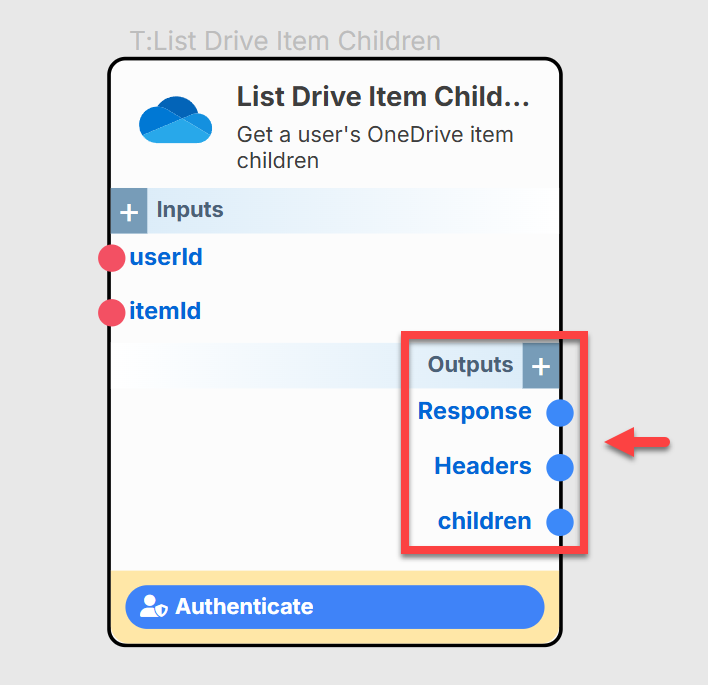 T:List Drive Item Children
List Drive Item Child...
Get a user's OneDrive item
children
+ Inputs
userId
itemId
Outputs +
Response
Headers
children
Authenticate